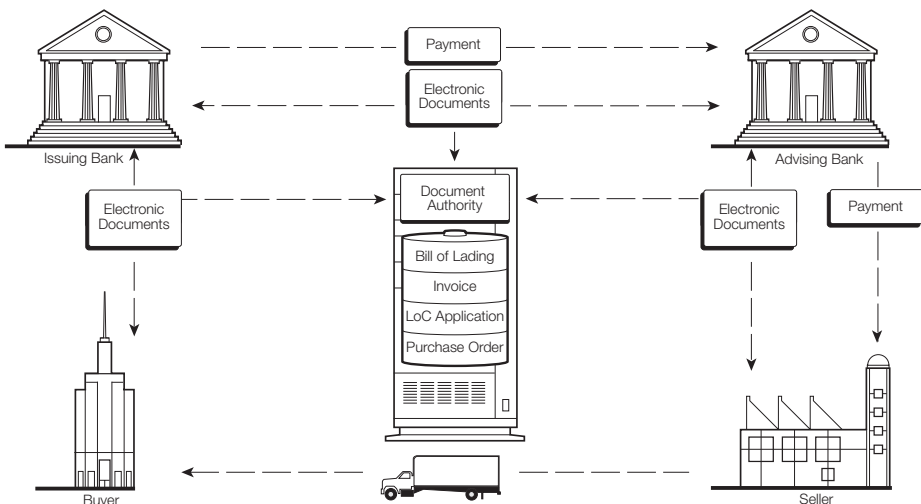 Payment
Electronic
Documents
Issuing Bank
Advising Bank
Electronic
Documents
Document
Authority
Electronic
Documents
Payment
Bill of Lading
Invoice
LoC Application
Purchase Order
Buyer
Seller